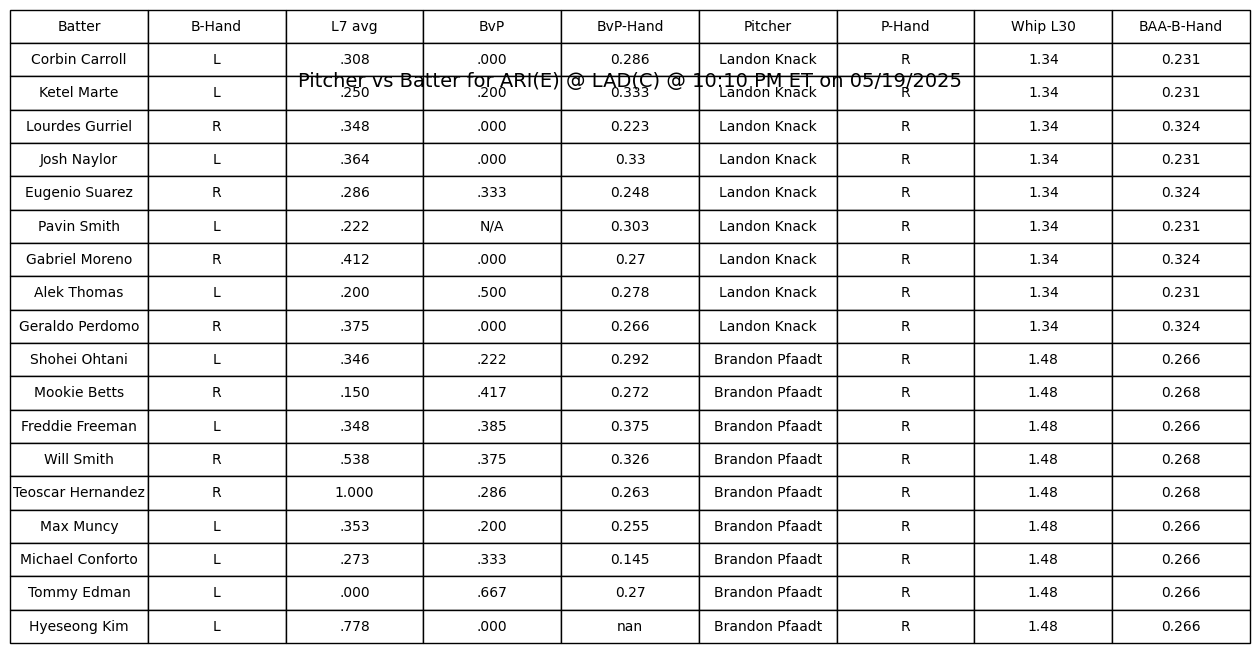 Batter B-Hand L7 avg BvP BvP-Hand Pitcher P-Hand Whip L30 BAA-B-Hand
Corbin Carroll L .308 .000 0.286 Landon Knack R 1.34 0.231
Pitcher vs Batter for ARI(E) @ LAD(C) @ 10:10 PM ET on 05/19/2025
Ketel Marte L .250 .200 0.333 Landon Knack R 1.34 0.231
Lourdes Gurriel R .348 .000 0.223 Landon Knack R 1.34 0.324
Josh Naylor L .364 .000 0.33 Landon Knack R 1.34 0.231
Eugenio Suarez R .286 .333 0.248 Landon Knack R 1.34 0.324
Pavin Smith L .222 N/A 0.303 Landon Knack R 1.34 0.231
Gabriel Moreno R .412 .000 0.27 Landon Knack R 1.34 0.324
Alek Thomas L .200 .500 0.278 Landon Knack R 1.34 0.231
Geraldo Perdomo R .375 .000 0.266 Landon Knack R 1.34 0.324
Shohei Ohtani L .346 .222 0.292 Brandon Pfaadt R 1.48 0.266
Mookie Betts R .150 .417 0.272 Brandon Pfaadt R 1.48 0.268
Freddie Freeman L .348 .385 0.375 Brandon Pfaadt R 1.48 0.266
Will Smith R .538 .375 0.326 Brandon Pfaadt R 1.48 0.268
Teoscar Hernandez R 1.000 .286 0.263 Brandon Pfaadt R 1.48 0.268
Max Muncy L .353 .200 0.255 Brandon Pfaadt R 1.48 0.266
Michael Conforto L .273 .333 0.145 Brandon Pfaadt R 1.48 0.266
Tommy Edman L .000 .667 0.27 Brandon Pfaadt R 1.48 0.266
Hyeseong Kim L .778 .000 nan Brandon Pfaadt R 1.48 0.266